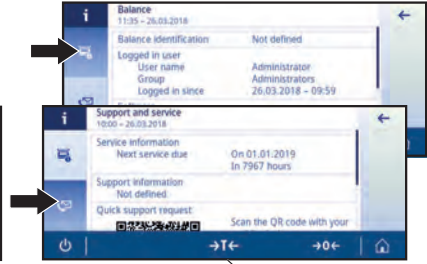 i
Balance
11:35 – 26.03.2018
Balance identification Not defined
Logged in user
User name Administrator
Group Administrators
Logged in since 26.03.2018 – 09:59
i
Support and service
10:00 – 26.03.2018
Service information
Next service due On 01.01.2019
In 7967 hours
Support information
Not defined
Quick support request
Scan the QR code with your
→T←
→0←